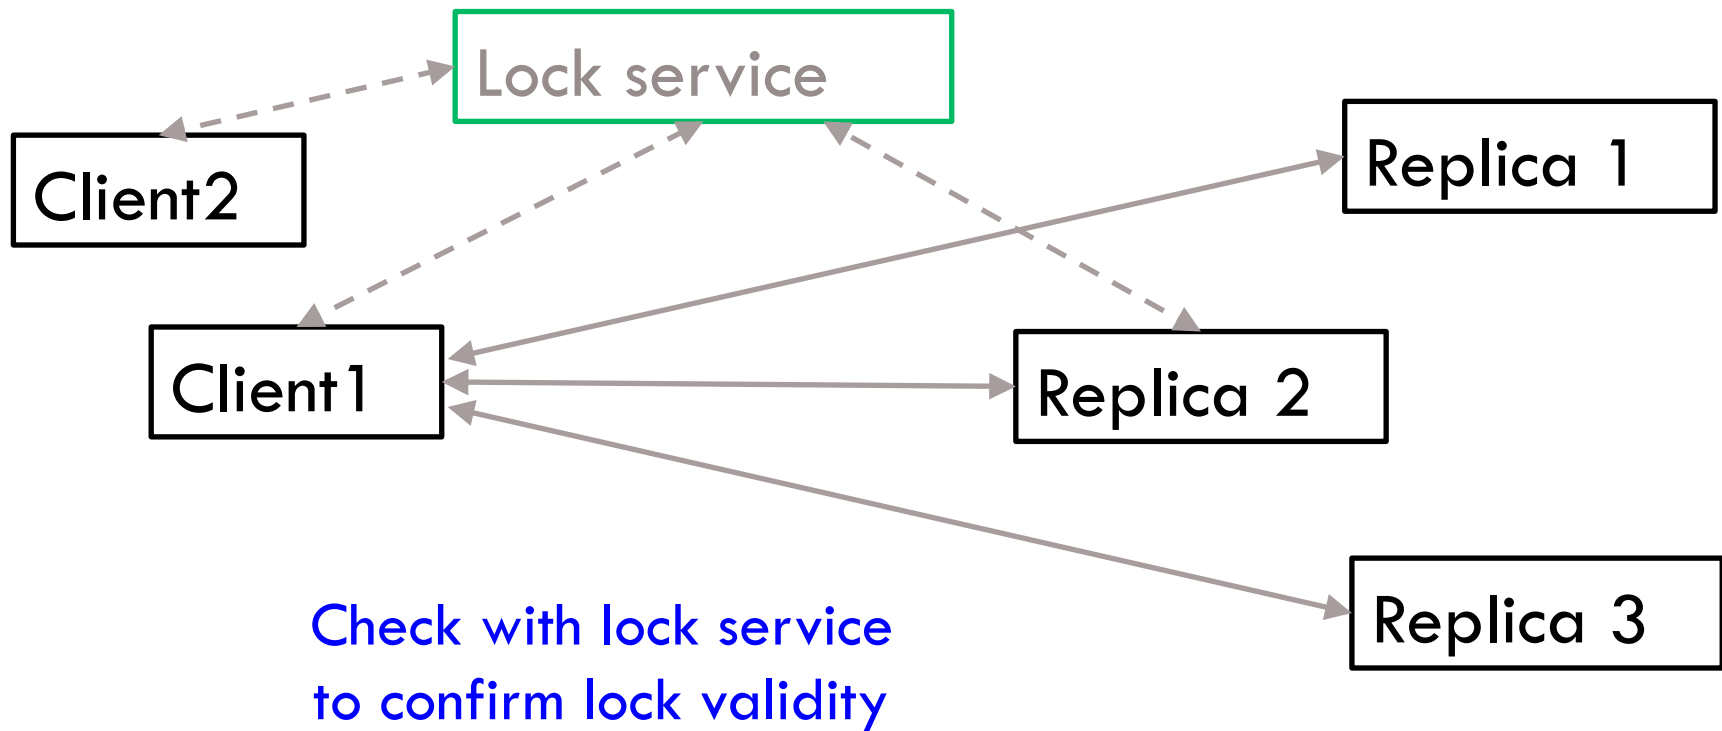 Lock service
Client2
Replica 1
Client1
Replica 2
Replica 3
Check with lock service
to confirm lock validity